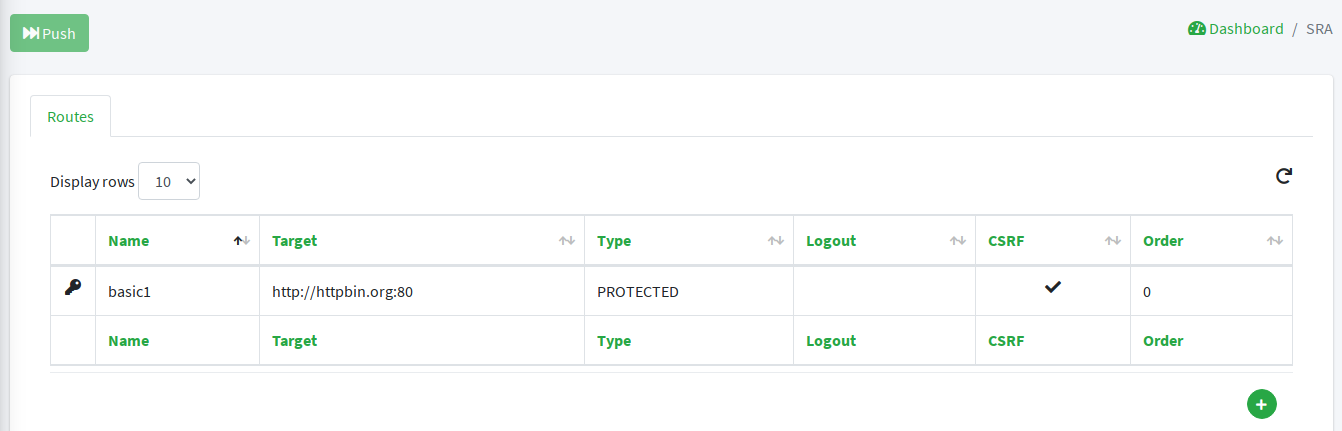 Push
Dashboard / SRA
Routes
Display rows 10
Name Target Type Logout CSRF Order
basic1 http://httpbin.org:80 PROTECTED 0
Name Target Type Logout CSRF Order